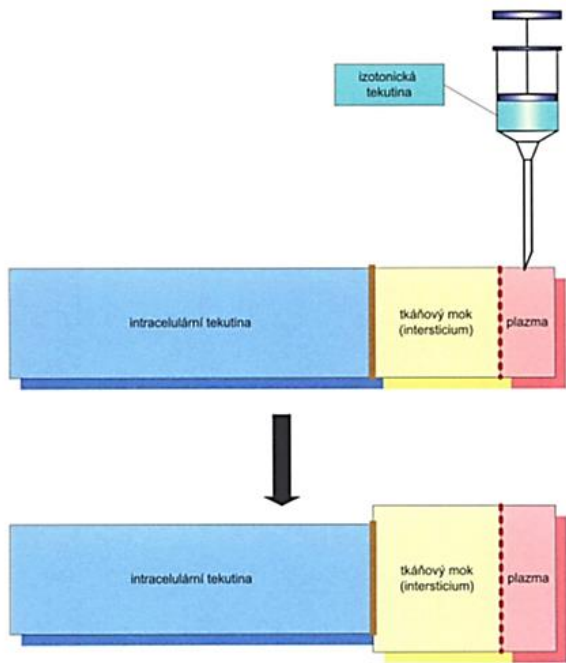 izotonická
tekutina
intracelulární tekutina
tkáňový mok
(intersticium)
plazma
intracelulární tekutina
tkáňový mok
(intersticium)
plazma